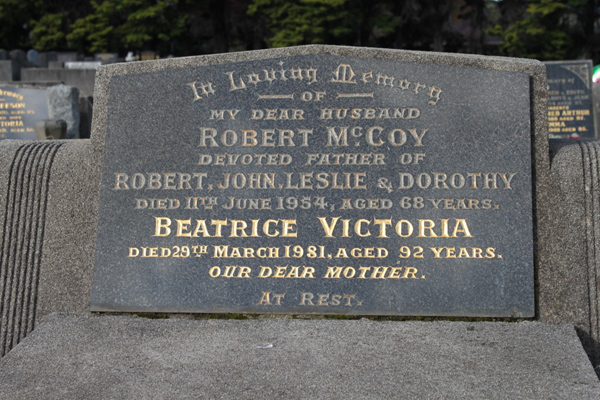 In Loving Memory
OF
MY DEAR HUSBAND
ROBERT McCOY
DEVOTED FATHER OF
ROBERT, JOHN, LESLIE & DOROTHY
DIED 11TH JUNE 1954, AGED 68 YEARS.
BEATRICE VICTORIA
DIED 29TH MARCH 1981, AGED 92 YEARS.
OUR DEAR MOTHER.
AT REST.